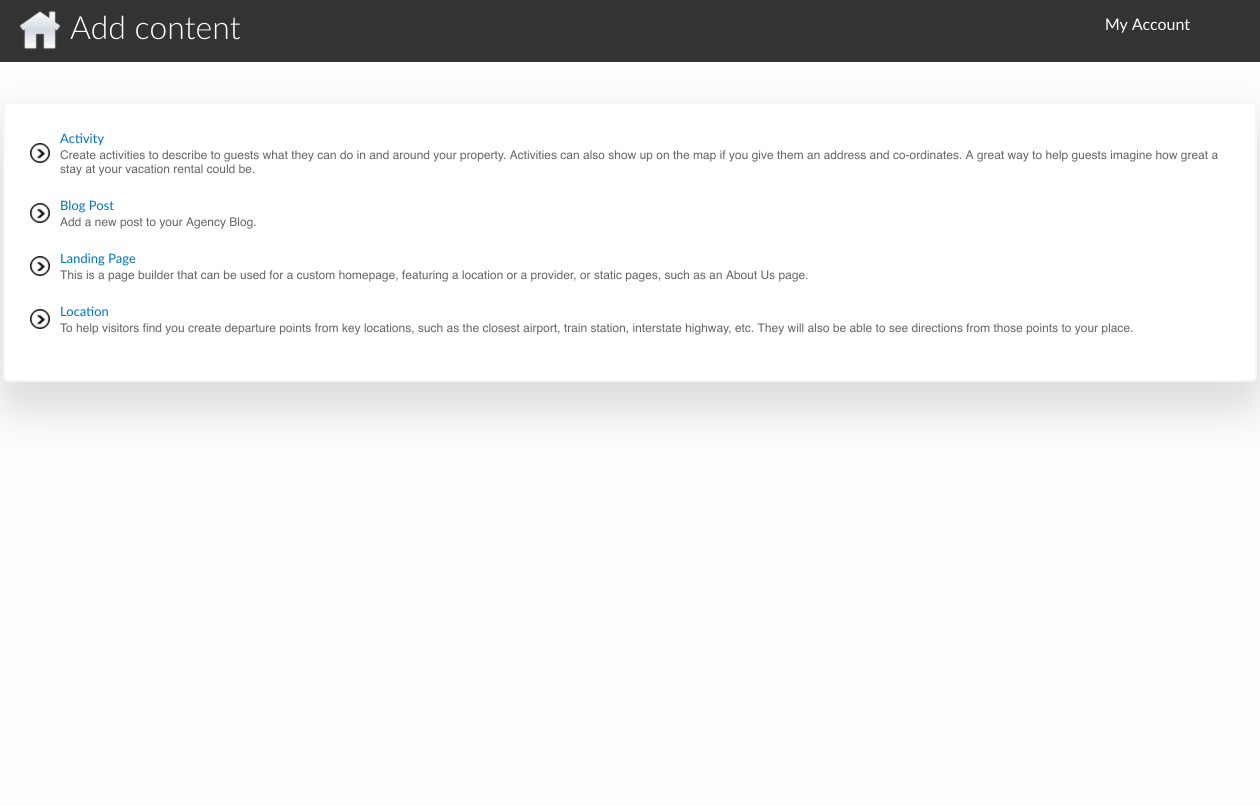 Add content
My Account
Activity
Create activities to describe to guests what they can do in and around your property. Activities can also show up on the map if you give them an address and co-ordinates. A great way to help guests imagine how great a
stay at your vacation rental could be.
Blog Post
Add a new post to your Agency Blog.
Landing Page
This is a page builder that can be used for a custom homepage, featuring a location or a provider, or static pages, such as an About Us page.
Location
To help visitors find you create departure points from key locations, such as the closest airport, train station, interstate highway, etc. They will also be able to see directions from those points to your place.